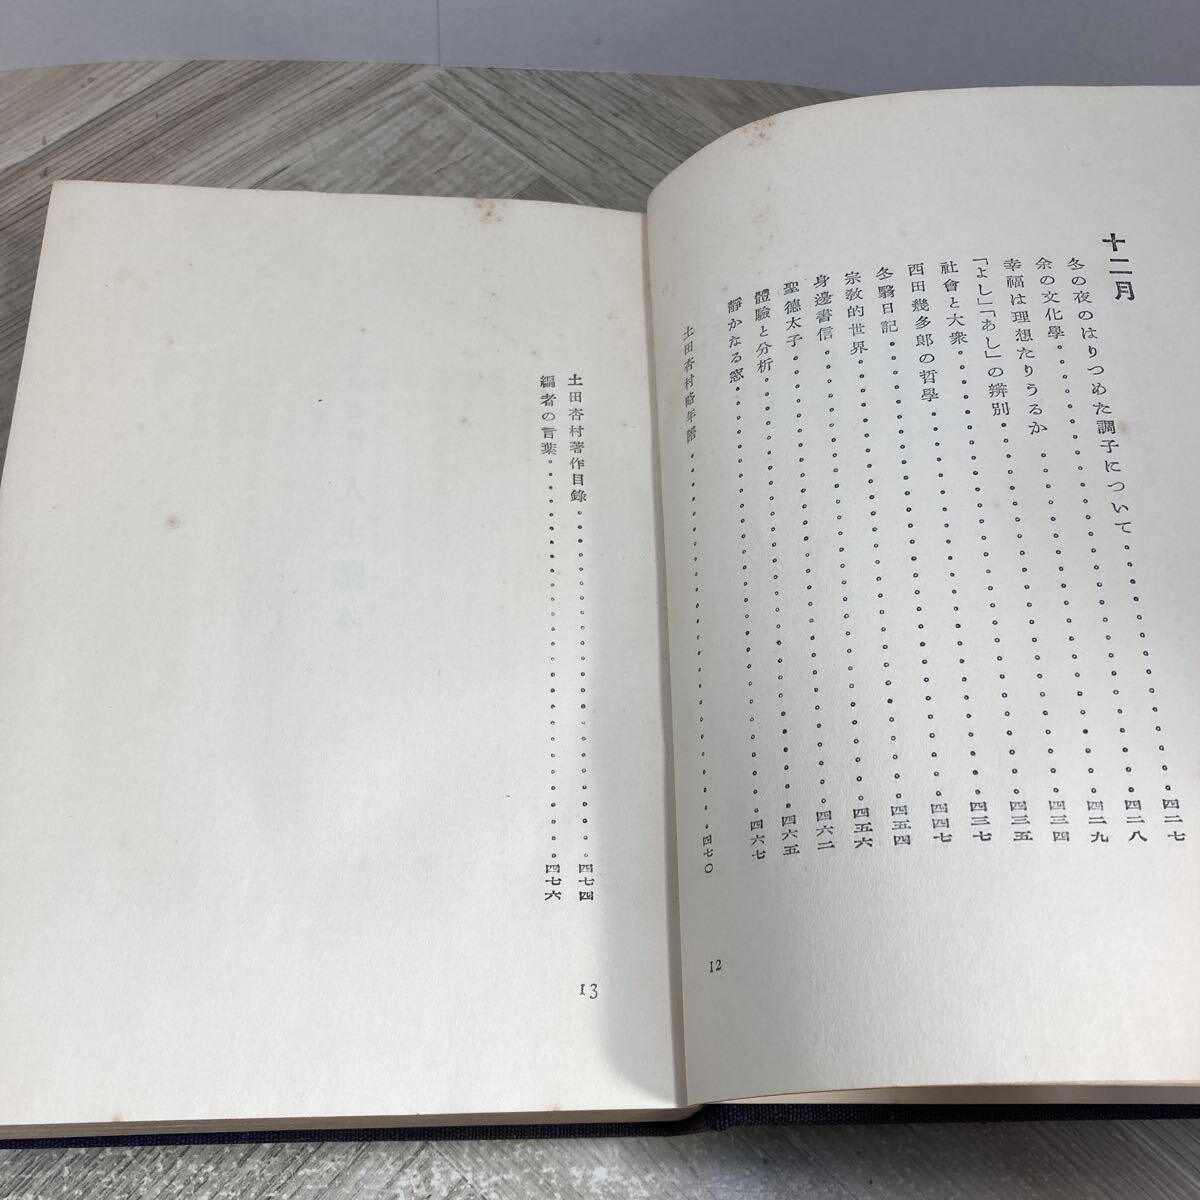 十二月
冬の夜のはりつめた調子について・・・・・・四二七
余の文化學・・・・・・四二八
幸福は理想たりうるか・・・・・・四二九
「よし」「あし」の辨別・・・・・・四三四
社會と大衆・・・・・・四三五
西田幾多郎の哲學・・・・・・四三七
冬翳日記・・・・・・四四七
宗敎的世界・・・・・・四五四
身邊書信・・・・・・四五六
聖德太子・・・・・・四六二
體驗と分析・・・・・・四六五
靜かなる窓・・・・・・四六七
土田杏村略年譜・・・・・・四七〇
12
土田杏村著作目錄・・・・・・四七四
編者の言葉・・・・・・四七六
13